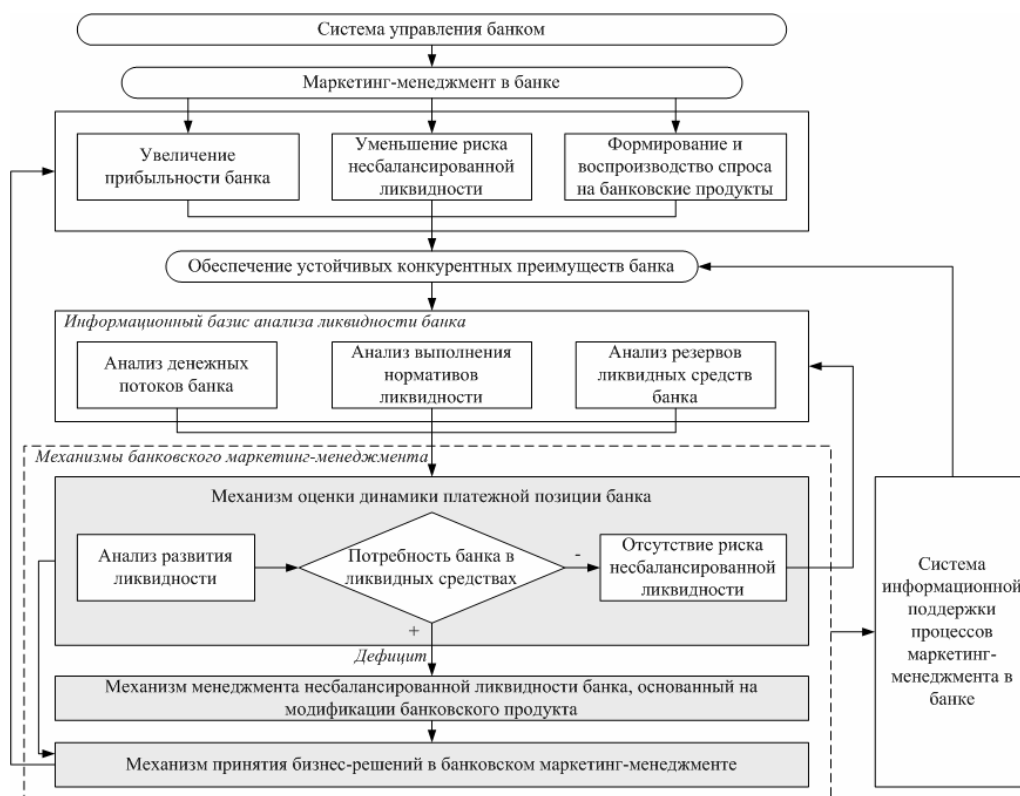 Система управления банком
Маркетинг-менеджмент в банке
Увеличение
прибыльности банка
Уменьшение риска
несбалансированной
ликвидности
Формирование и
воспроизводство спроса
на банковские продукты
Обеспечение устойчивых конкурентных преимуществ банка
Информационный базис анализа ликвидности банка
Анализ денежных
потоков банка
Анализ выполнения
нормативов
ликвидности
Анализ резервов
ликвидных средств
банка
Механизмы банковского маркетинг-менеджмента
Механизм оценки динамики платежной позиции банка
Анализ развития
ликвидности
Потребность банка в
ликвидных средствах
-
Отсутствие риска
несбалансированной
ликвидности
+
Дефицит
Механизм менеджмента несбалансированной ликвидности банка, основанный на
модификации банковского продукта
Механизм принятия бизнес-решений в банковском маркетинг-менеджменте
Система
информационной
поддержки
процессов
маркетинг-
менеджмента в
банке